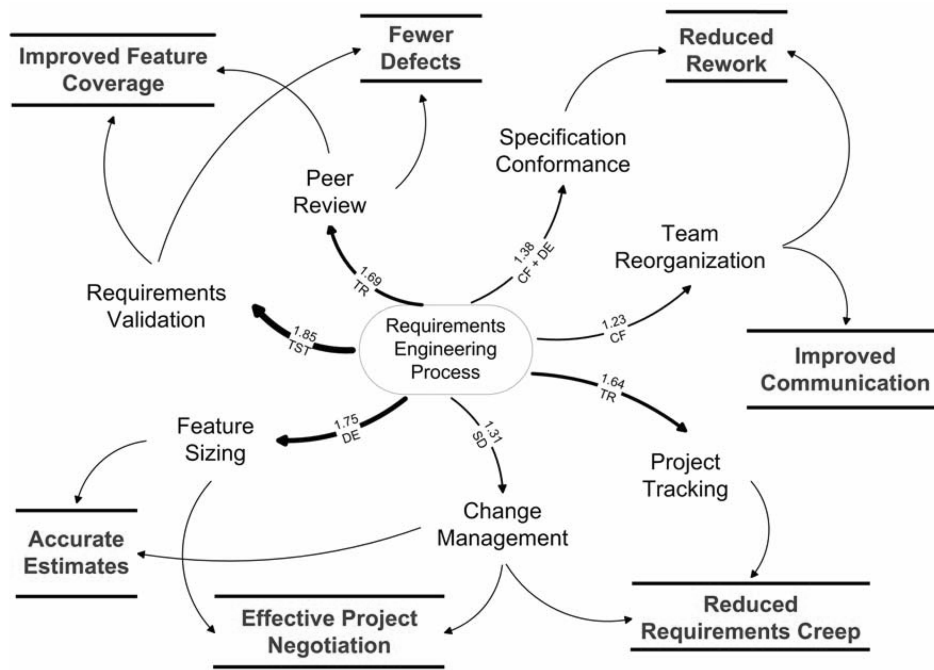 Improved Feature
Coverage
Fewer
Defects
Reduced
Rework
Specification
Conformance
Peer
Review
Team
Reorganization
Requirements
Validation
1.69
TR
1.38
CF + DE
1.23
CF
1.85
TST
Requirements
Engineering
Process
Improved
Communication
1.64
TR
1.75
DE
1.31
SD
Feature
Sizing
Project
Tracking
Change
Management
Accurate
Estimates
Effective Project
Negotiation
Reduced
Requirements Creep